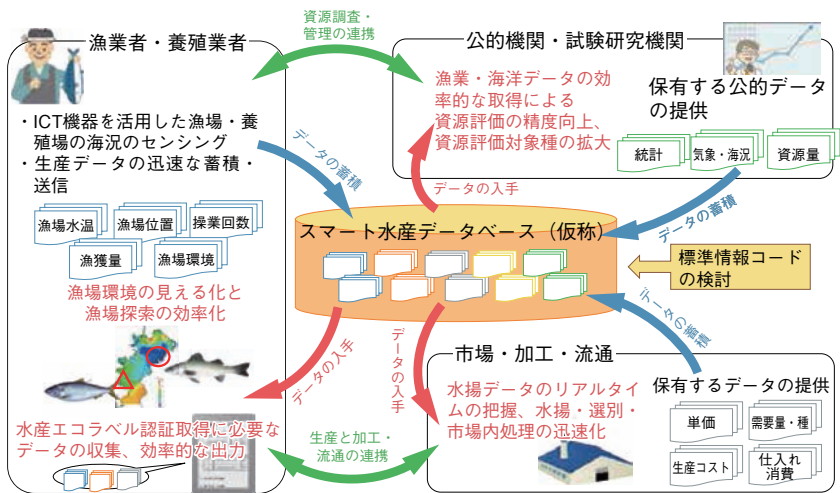 資源調査・
管理の連携
漁業者・養殖業者
・ICT機器を活用した漁場・養
殖場の海況のセンシング
・生産データの迅速な蓄積・
送信
漁場水温
漁場位置
操業回数
漁獲量
漁場環境
漁場環境の見える化と
漁場探索の効率化
水産エコラベル認証取得に必要な
データの収集、効率的な出力
公的機関・試験研究機関
漁業・海洋データの効
率的な取得による
資源評価の精度向上、
資源評価対象種の拡大
保有する公的データ
の提供
統計
気象・海況
資源量
データの蓄積
データの入手
データの蓄積
スマート水産データベース（仮称）
標準情報コード
の検討
データの入手
データ
の入手
データの
蓄積
市場・加工・流通
水揚データのリアルタイ
ムの把握、水揚・選別・
市場内処理の迅速化
保有するデータの提供
単価
需要量・種
生産コスト
仕入れ
消費
生産と加工・
流通の連携